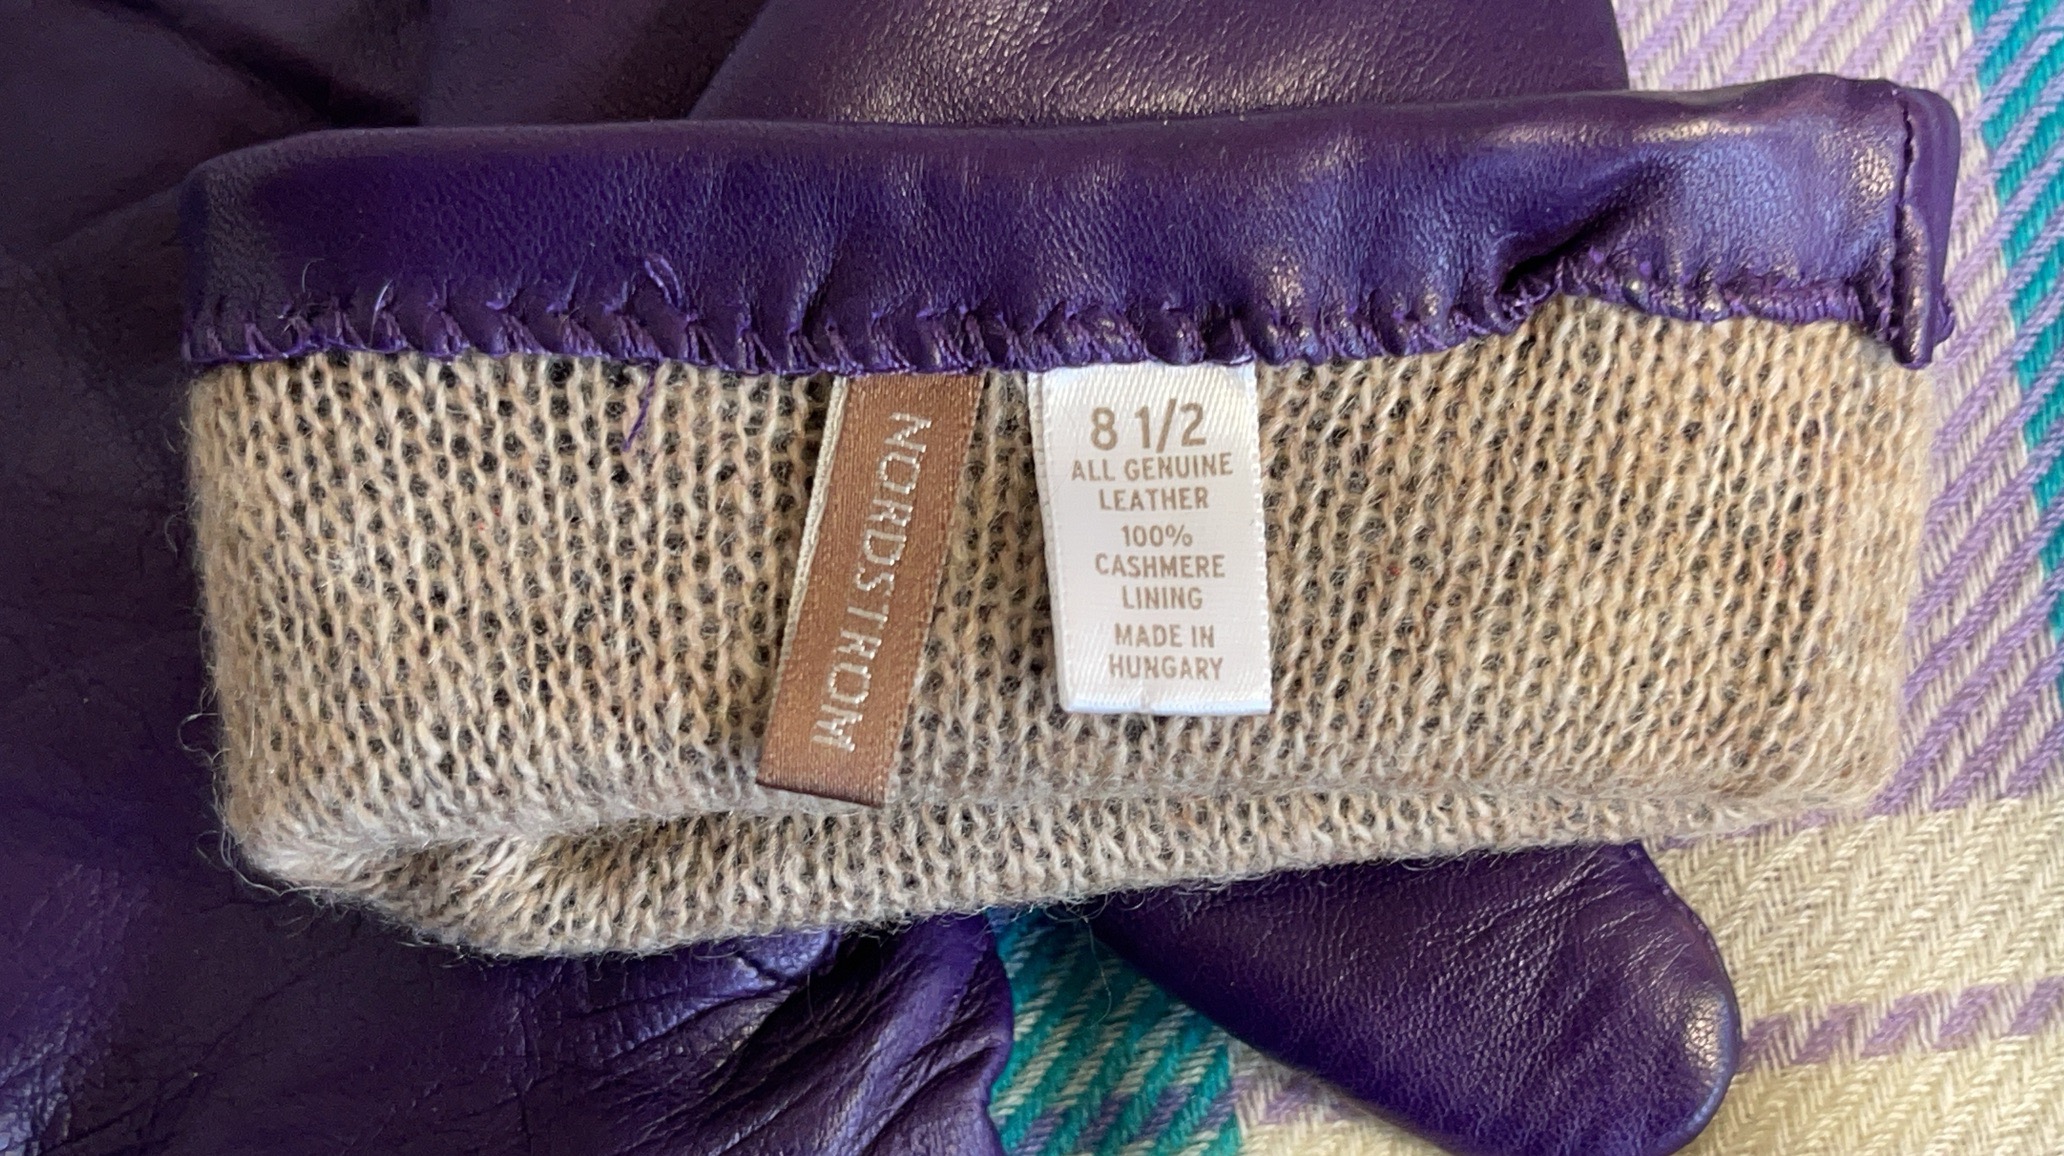 NORDSTROM
8 1/2
ALL GENUINE
LEATHER
100%
CASHMERE
LINING
MADE IN
HUNGARY